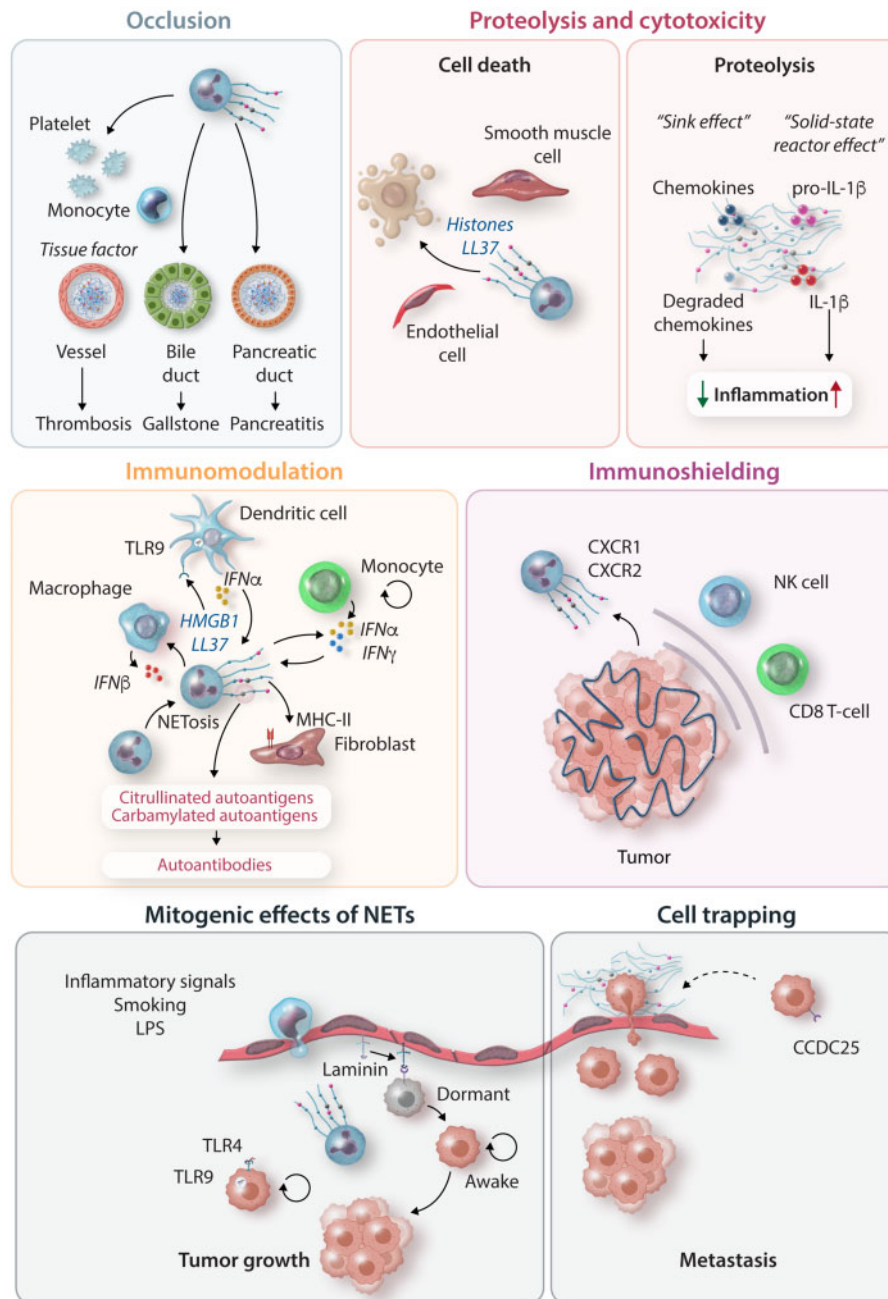 Occlusion
Platelet
Monocyte
Tissue factor
Vessel
Bile
duct
Pancreatic
duct
Thrombosis
Gallstone
Pancreatitis
Proteolysis and cytotoxicity
Cell death
Smooth muscle
cell
Histones
LL37
Endothelial
cell
Proteolysis
“Sink effect”
“Solid-state
reactor effect”
Chemokines
pro-IL-1β
Degraded
chemokines
IL-1β
Inflammation
Immunomodulation
Dendritic cell
TLR9
IFNα
Monocyte
Macrophage
HMGB1
LL37
IFNα
IFNγ
IFNβ
NETosis
MHC-II
Fibroblast
Citrullinated autoantigens
Carbamylated autoantigens
Autoantibodies
Immunoshielding
CXCR1
CXCR2
NK cell
CD8 T-cell
Tumor
Mitogenic effects of NETs
Inflammatory signals
Smoking
LPS
Laminin
Dormant
TLR4
TLR9
Awake
Tumor growth
Cell trapping
CCDC25
Metastasis